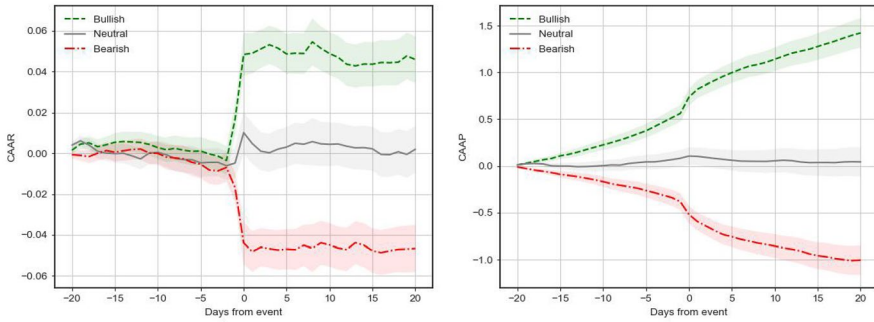 Bullish
Neutral
Bearish
0.06
0.04
0.02
0.00
−0.02
−0.04
−0.06
CAAR
−20 −15 −10 −5 0 5 10 15 20
Days from event
Bullish
Neutral
Bearish
1.5
1.0
0.5
0.0
−0.5
−1.0
CAAP
−20 −15 −10 −5 0 5 10 15 20
Days from event